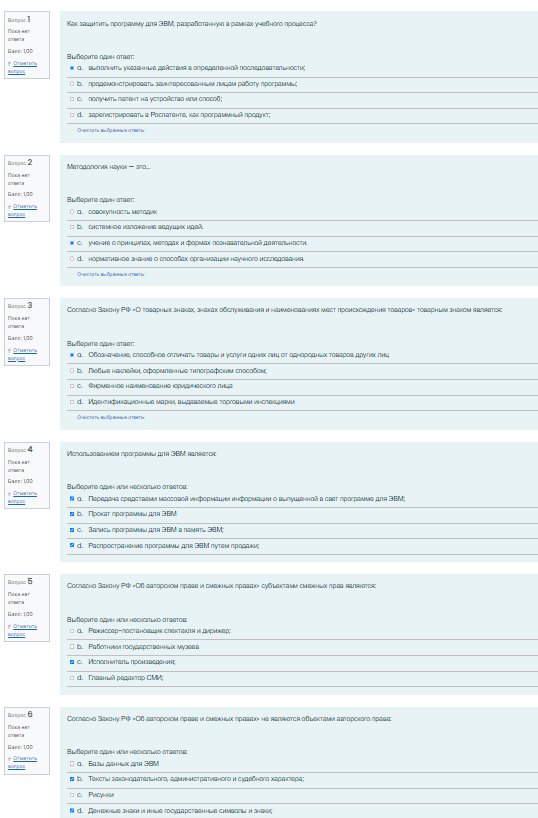 Вопрос 1
Пока нет
ответа
Балл: 1,00
Отметить
вопрос
Как защитить программу для ЭВМ, разработанную в рамках учебного процесса?
Выберите один ответ:
a. выполнить указанные действия в определенной последовательности;
b. продемонстрировать заинтересованным лицам работу программы;
c. получить патент на устройство или способ;
d. зарегистрировать в Роспатенте, как программный продукт;
Очистить выбранные ответы
Вопрос 2
Пока нет
ответа
Балл: 1,00
Отметить
вопрос
Методология науки — это...
Выберите один ответ:
a. совокупность методик
b. системное изложение ведущих идей.
c. учение о принципах, методах и формах познавательной деятельности.
d. нормативное знание о способах организации научного исследования.
Очистить выбранные ответы
Вопрос 3
Пока нет
ответа
Балл: 1,00
Отметить
вопрос
Согласно Закону РФ «О товарных знаках, знаках обслуживания и наименованиях мест происхождения товаров» товарным знаком является:
Выберите один ответ:
a. Обозначение, способное отличать товары и услуги одних лиц от однородных товаров других лиц
b. Любые наклейки, оформленные типографским способом;
c. Фирменное наименование юридического лица
d. Идентификационные марки, выдаваемые торговыми инспекциями
Очистить выбранные ответы
Вопрос 4
Пока нет
ответа
Балл: 1,00
Отметить
вопрос
Использованием программы для ЭВМ является:
Выберите один или несколько ответов:
a. Передача средствами массовой информации информации о выпущенной в свет программе для ЭВМ;
b. Прокат программы для ЭВМ
c. Запись программы для ЭВМ в память ЭВМ;
d. Распространение программы для ЭВМ путем продажи;
Вопрос 5
Пока нет
ответа
Балл: 1,00
Отметить
вопрос
Согласно Закону РФ «Об авторском праве и смежных правах» субъектами смежных прав являются:
Выберите один или несколько ответов:
a. Режиссер-постановщик спектакля и дирижер;
b. Работники государственных музеев
c. Исполнитель произведения;
d. Главный редактор СМИ;
Вопрос 6
Пока нет
ответа
Балл: 1,00
Отметить
вопрос
Согласно Закону РФ «Об авторском праве и смежных правах» не являются объектами авторского права:
Выберите один или несколько ответов:
a. Базы данных для ЭВМ
b. Тексты законодательного, административного и судебного характера;
c. Рисунки
d. Денежные знаки и иные государственные символы и знаки;